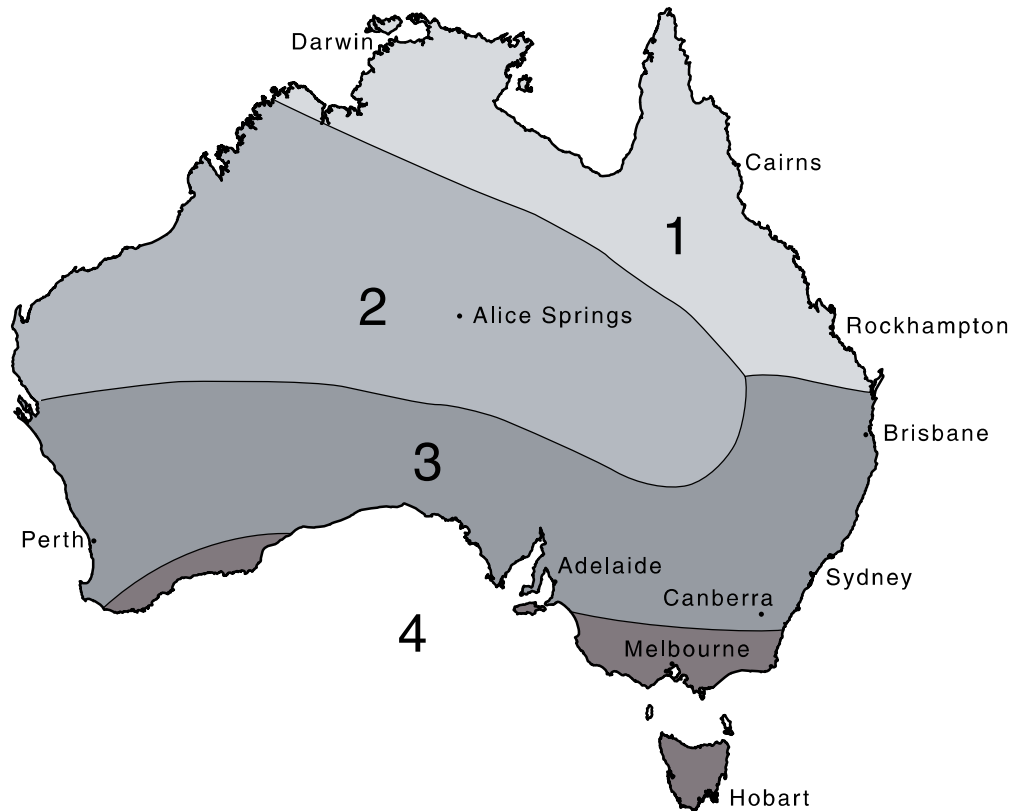 Darwin
Cairns
1
2
Alice Springs
Rockhampton
Brisbane
3
Perth
Adelaide
Sydney
Canberra
4
Melbourne
Hobart